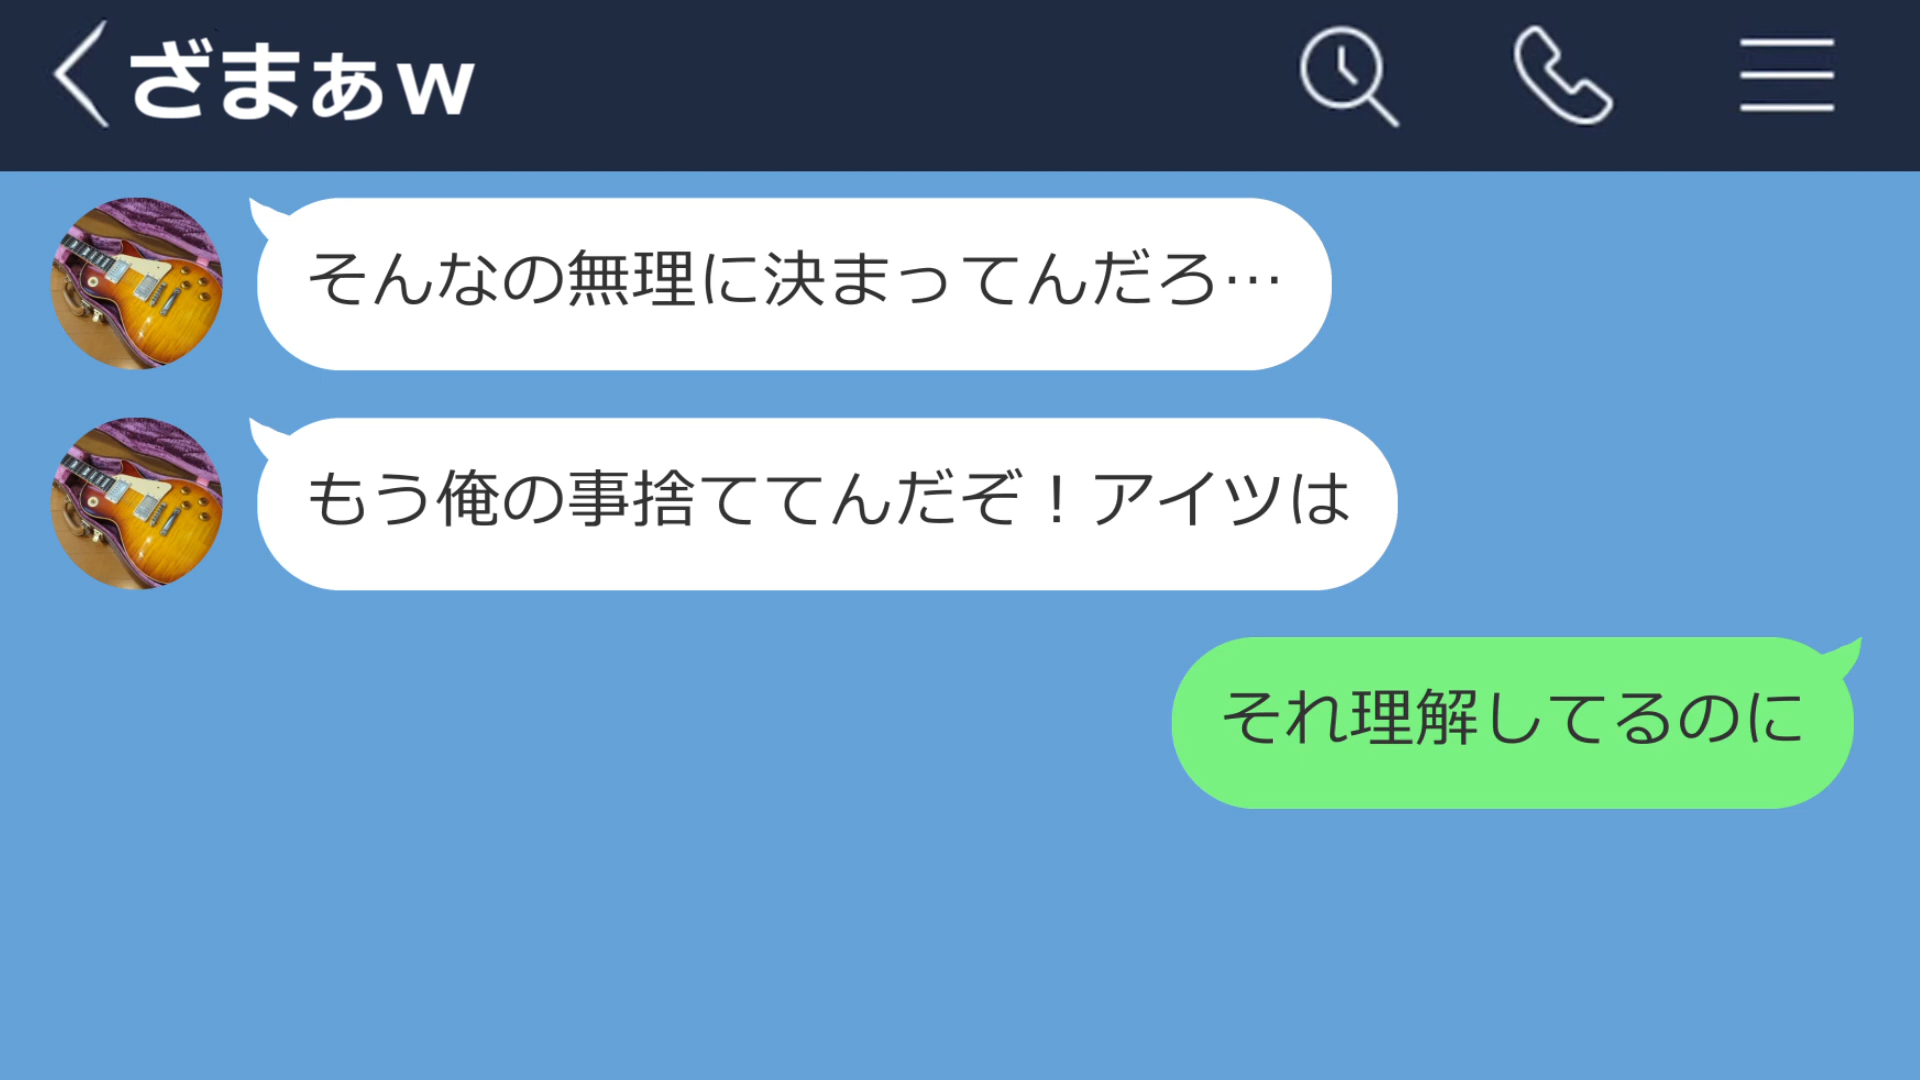 ざまぁw
そんなの無理に決まってんだろ…
もう俺の事捨ててんだぞ！アイツは
それ理解してるのに